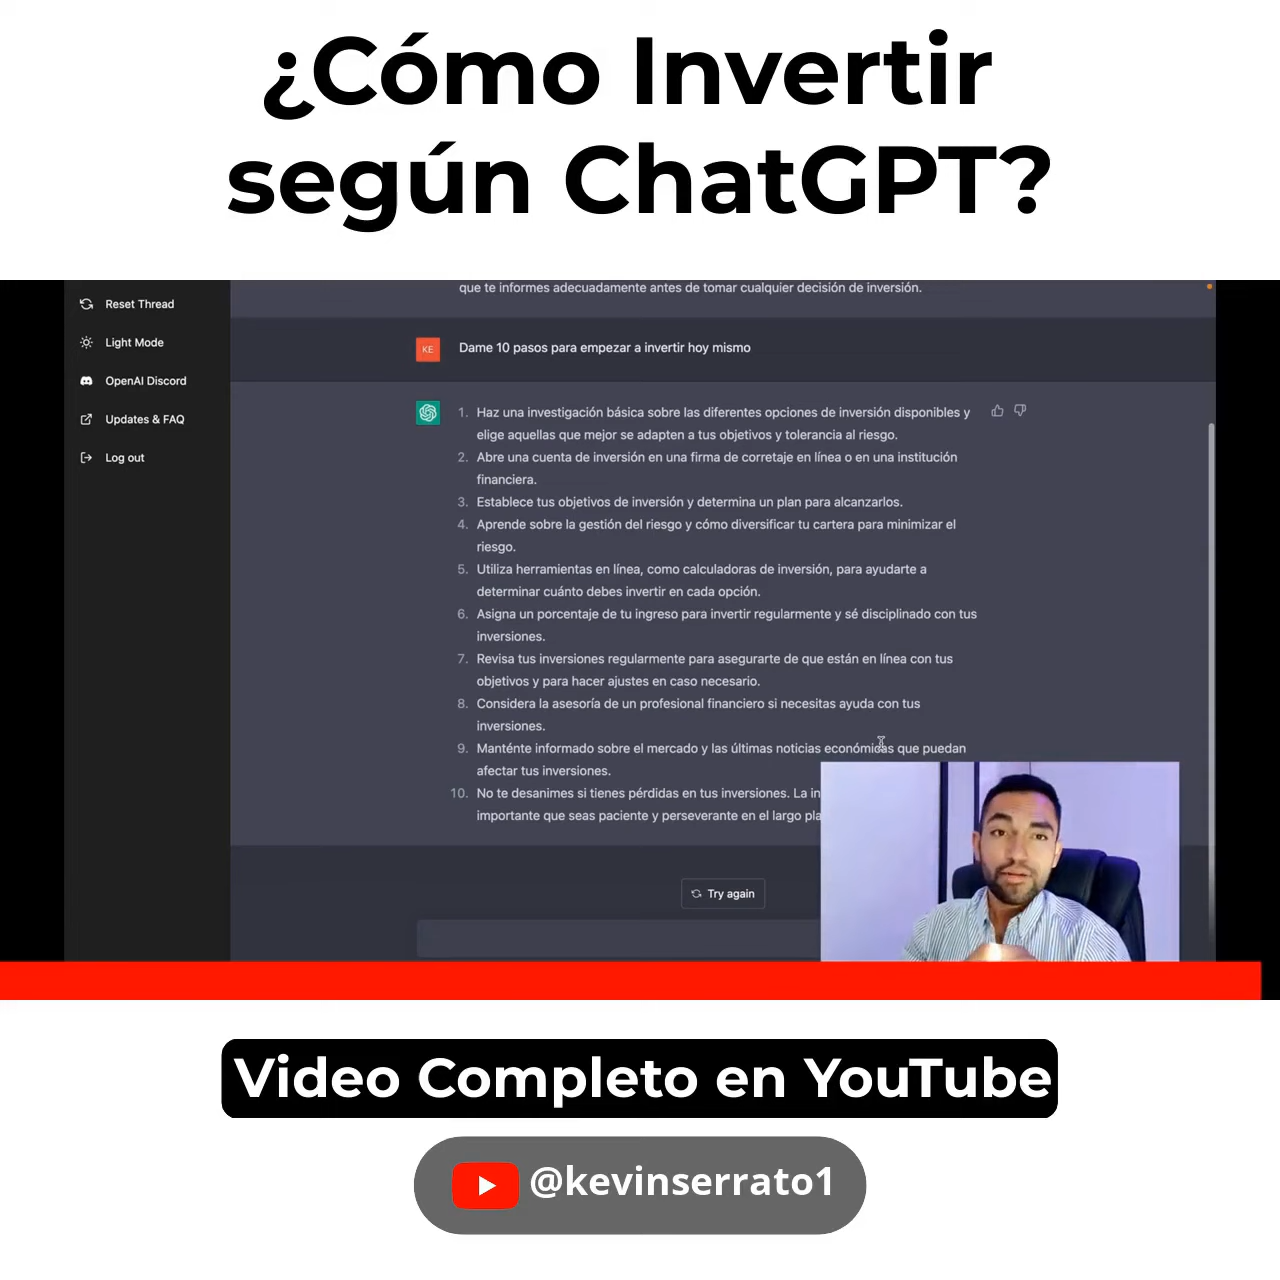 ¿Cómo Invertir
según ChatGPT?
que te informes adecuadamente antes de tomar cualquier decisión de inversión.
Reset Thread
Light Mode
OpenAI Discord
Updates & FAQ
Log out
KE
Dame 10 pasos para empezar a invertir hoy mismo
1. Haz una investigación básica sobre las diferentes opciones de inversión disponibles y
elige aquellas que mejor se adapten a tus objetivos y tolerancia al riesgo.
2. Abre una cuenta de inversión en una firma de corretaje en línea o en una institución
financiera.
3. Establece tus objetivos de inversión y determina un plan para alcanzarlos.
4. Aprende sobre la gestión del riesgo y cómo diversificar tu cartera para minimizar el
riesgo.
5. Utiliza herramientas en línea, como calculadoras de inversión, para ayudarte a
determinar cuánto debes invertir en cada opción.
6. Asigna un porcentaje de tu ingreso para invertir regularmente y sé disciplinado con tus
inversiones.
7. Revisa tus inversiones regularmente para asegurarte de que están en línea con tus
objetivos y para hacer ajustes en caso necesario.
8. Considera la asesoría de un profesional financiero si necesitas ayuda con tus
inversiones.
9. Manténte informado sobre el mercado y las últimas noticias económicas que puedan
afectar tus inversiones.
10. No te desanimes si tienes pérdidas en tus inversiones. La
importante que seas paciente y perseverante en el largo
Try again
Video Completo en YouTube
@kevinserrato1